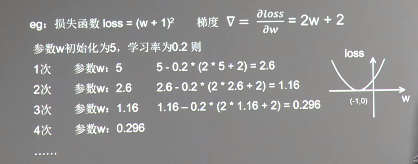 eg：损失函数 loss = (w + 1)² 梯度 ∇ = ∂loss/∂w = 2w + 2
参数w初始化为5，学习率为0.2 则
1次 参数w：5 5 - 0.2 * (2 * 5 + 2) = 2.6
2次 参数w：2.6 2.6 - 0.2 * (2 * 2.6 + 2) = 1.16
3次 参数w：1.16 1.16 – 0.2 * (2 * 1.16 + 2) = 0.296
4次 参数w：0.296
……
loss
(-1,0)
w